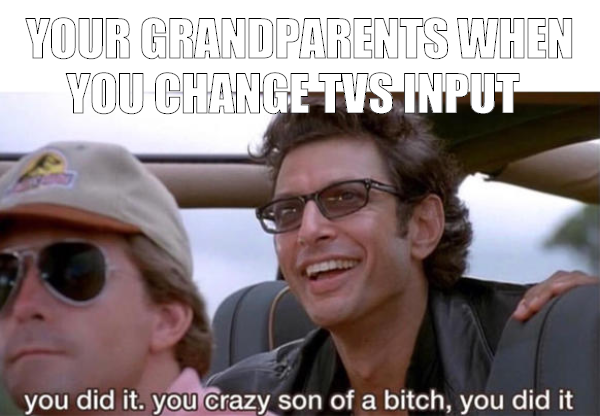 YOUR GRANDPARENTS WHEN
YOU CHANGE TVS INPUT
you did it. you crazy son of a bitch, you did it